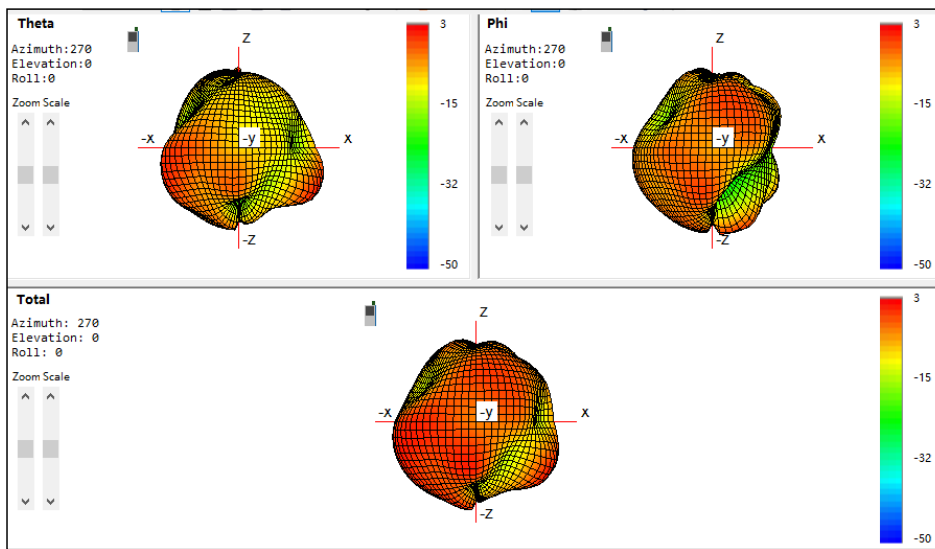 Theta
Azimuth:270
Elevation:0
Roll:0
Zoom Scale
Z
-x
-y
x
-Z
3
-15
-32
-50
Phi
Azimuth:270
Elevation:0
Roll:0
Zoom Scale
Z
-x
-y
x
-Z
3
-15
-32
-50
Total
Azimuth: 270
Elevation: 0
Roll: 0
Zoom Scale
Z
-x
-y
x
-Z
3
-15
-32
-50